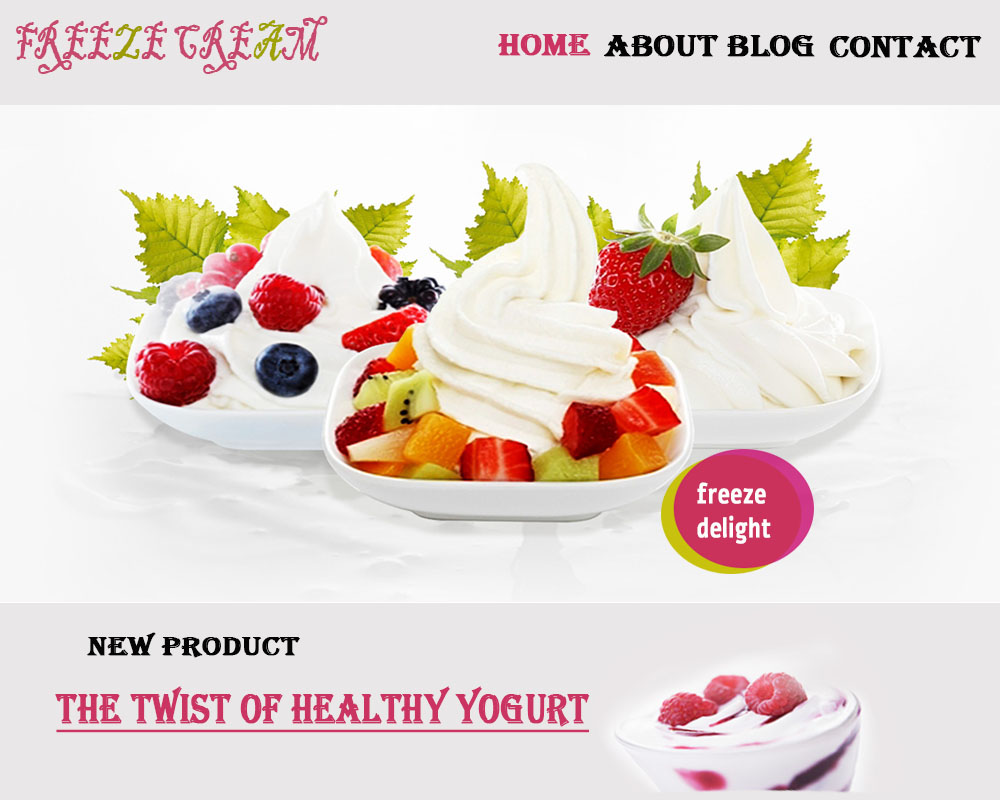 FREEZE CREAM
HOME ABOUT BLOG CONTACT
freeze
delight
NEW PRODUCT
THE TWIST OF HEALTHY YOGURT